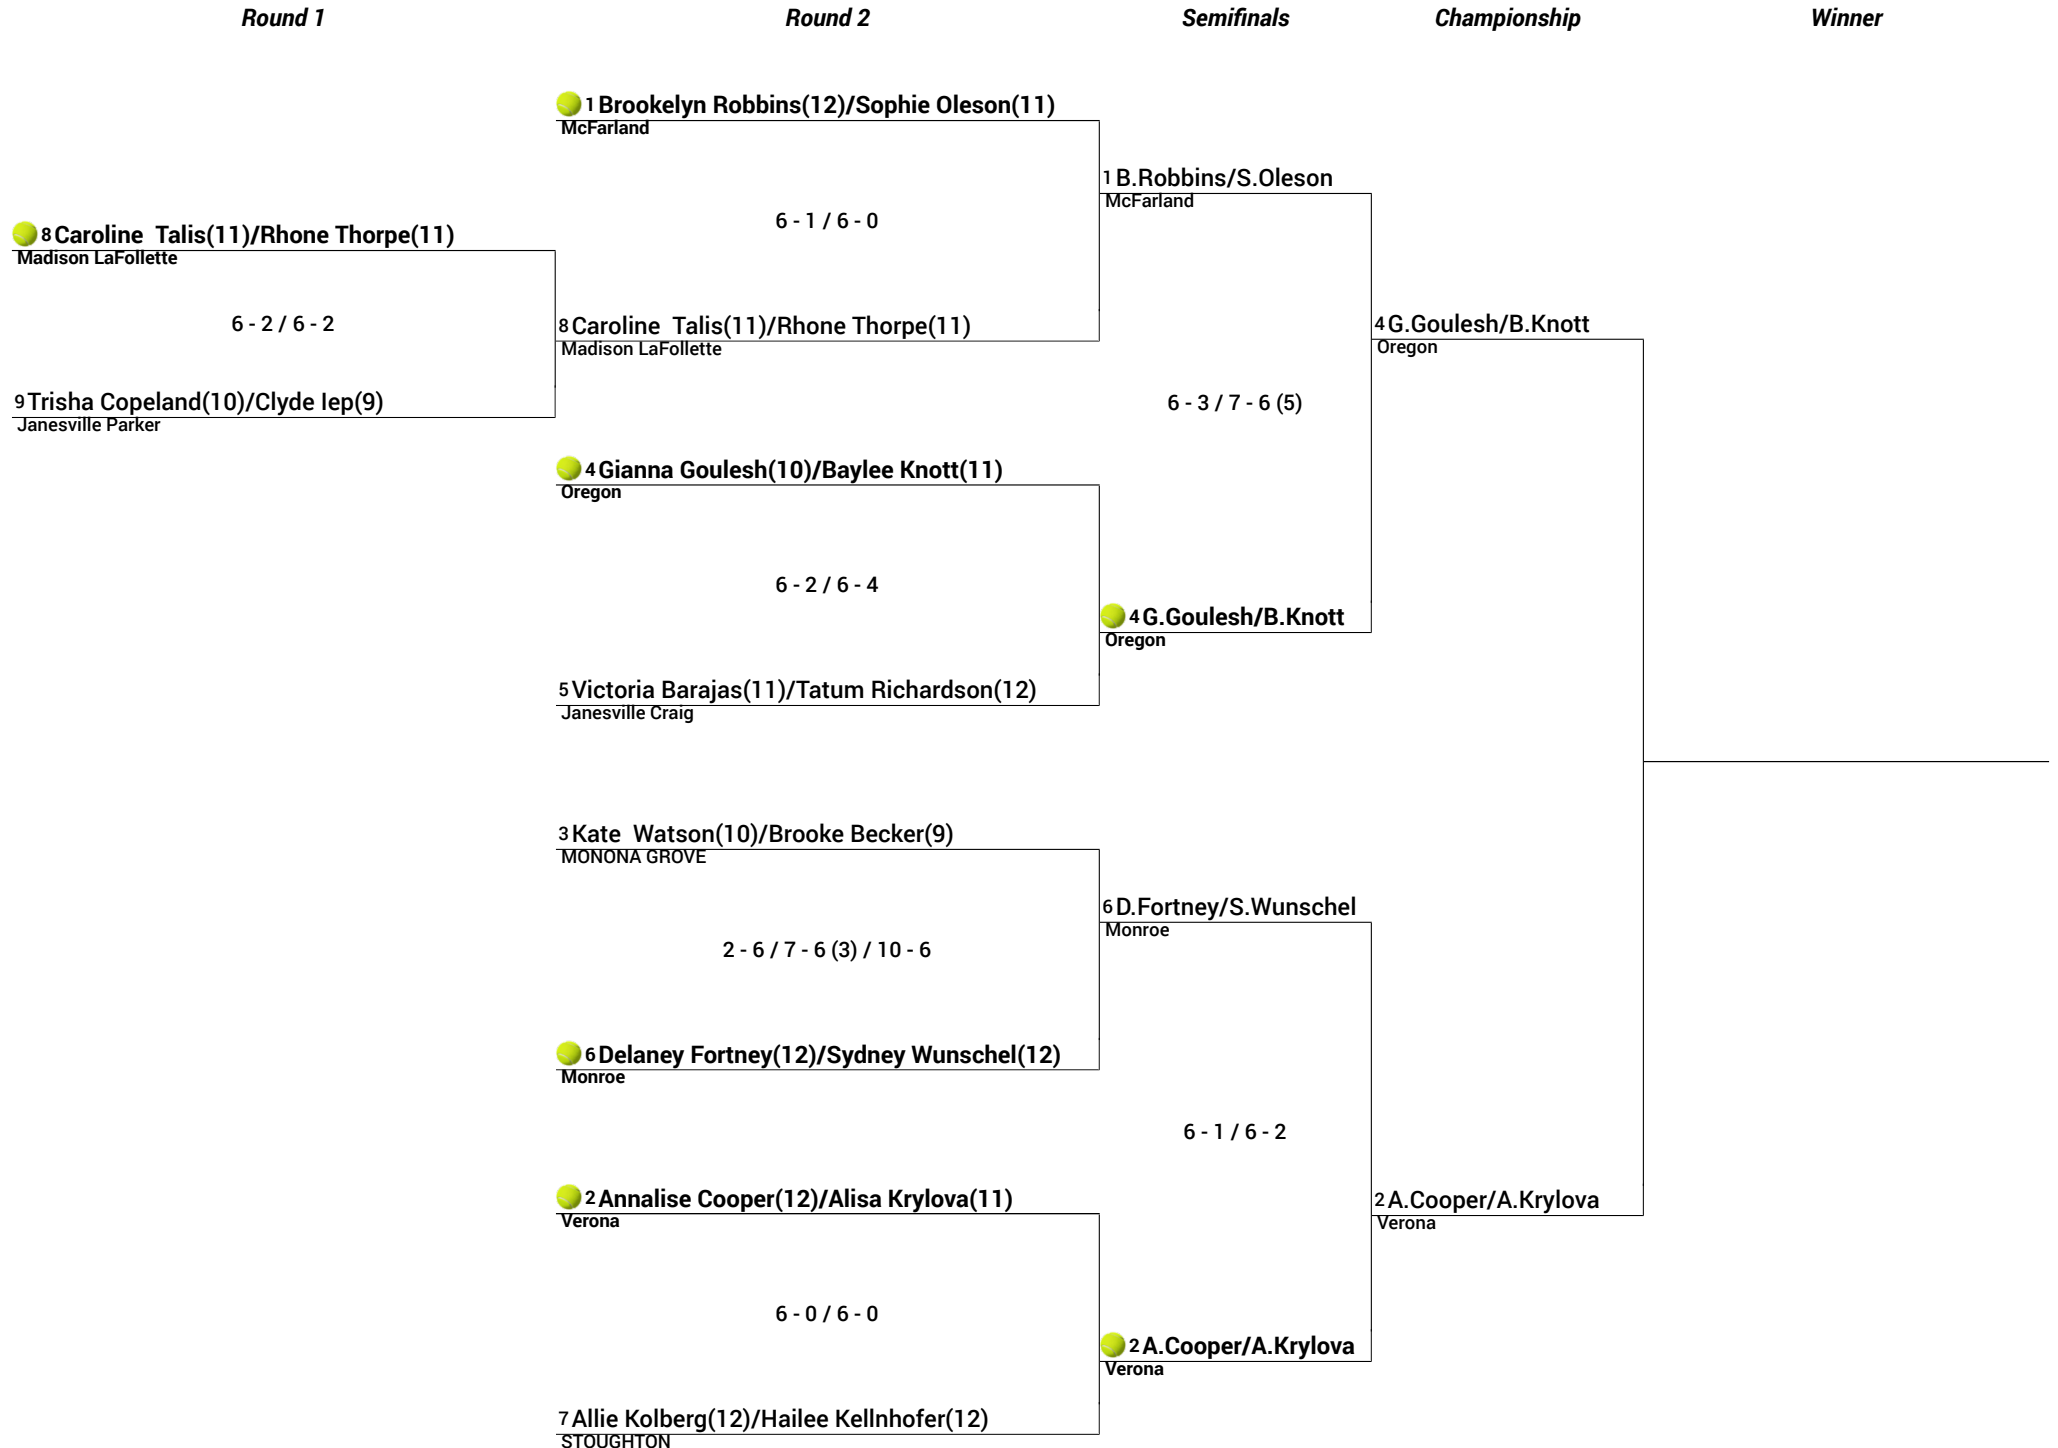 Round 1
Round 2
Semifinals
Championship
Winner
1 Brookelyn Robbins(12)/Sophie Oleson(11)
McFarland
1 B.Robbins/S.Oleson
McFarland
6 - 1 / 6 - 0
8 Caroline  Talis(11)/Rhone Thorpe(11)
Madison LaFollette
6 - 2 / 6 - 2
8 Caroline  Talis(11)/Rhone Thorpe(11)
Madison LaFollette
4 G.Goulesh/B.Knott
Oregon
9 Trisha Copeland(10)/Clyde Iep(9)
Janesville Parker
6 - 3 / 7 - 6 (5)
4 Gianna Goulesh(10)/Baylee Knott(11)
Oregon
6 - 2 / 6 - 4
4 G.Goulesh/B.Knott
Oregon
5 Victoria Barajas(11)/Tatum Richardson(12)
Janesville Craig
3 Kate  Watson(10)/Brooke Becker(9)
MONONA GROVE
6 D.Fortney/S.Wunschel
Monroe
2 - 6 / 7 - 6 (3) / 10 - 6
6 Delaney Fortney(12)/Sydney Wunschel(12)
Monroe
6 - 1 / 6 - 2
2 Annalise Cooper(12)/Alisa Krylova(11)
Verona
2 A.Cooper/A.Krylova
Verona
6 - 0 / 6 - 0
2 A.Cooper/A.Krylova
Verona
7 Allie Kolberg(12)/Hailee Kellnhofer(12)
STOUGHTON